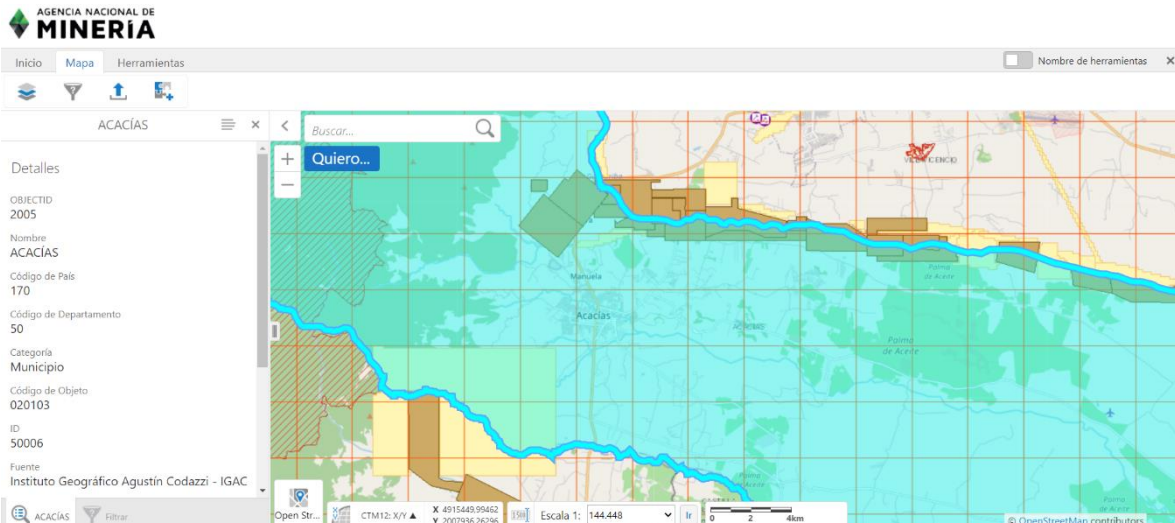 AGENCIA NACIONAL DE
MINERÍA
Inicio Mapa Herramientas
Nombre de herramientas
ACACÍAS
Buscar...
Quiero...
Detalles
OBJECTID
2005
Nombre
ACACÍAS
Código de País
170
Código de Departamento
50
Categoría
Municipio
Código de Objeto
020103
ID
50006
Fuente
Instituto Geográfico Agustín Codazzi - IGAC
ACACÍAS Filtrar
Manuela
Acacías
Palma
de Aceite
Palma
de Aceite
Open Str...
CTM12: X/Y
X 4915449,99462
Y 2007936,26296
Escala 1: 144.448
Ir
0 2 4km
© OpenStreetMap contributors